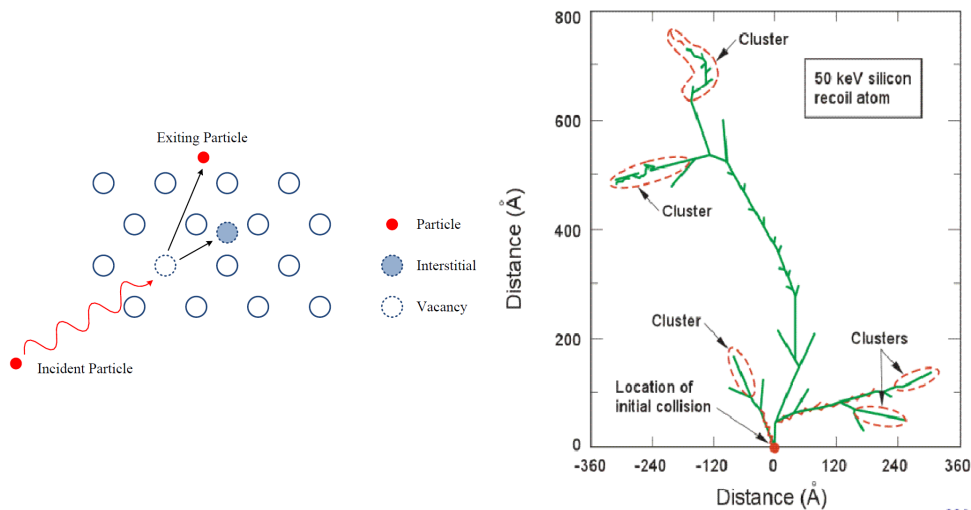 Exiting Particle
Incident Particle
Particle
Interstitial
Vacancy
800
600
400
200
0
Distance (Å)
-360 -240 -120 0 120 240 360
Distance (Å)
Cluster
50 keV silicon
recoil atom
Cluster
Cluster
Clusters
Location of
initial collision